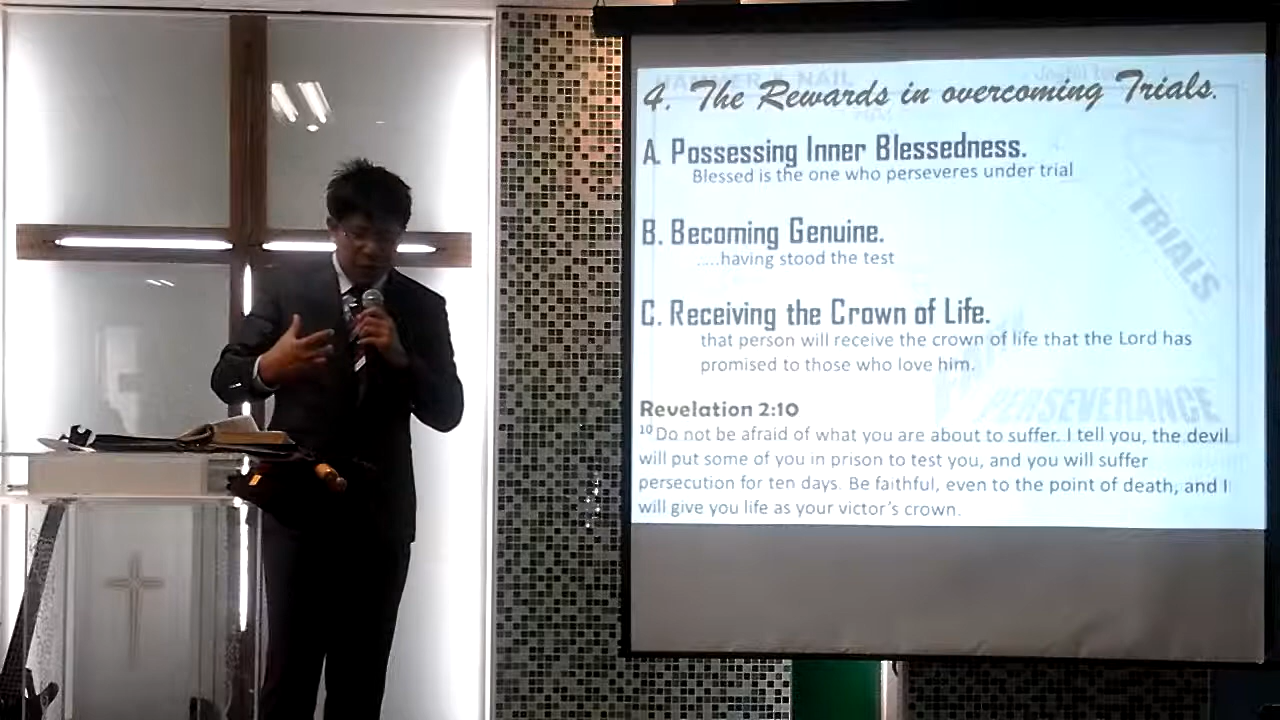 HAMMER & NAIL
4. The Rewards in overcoming Trials.
A. Possessing Inner Blessedness.
Blessed is the one who perseveres under trial
TRIALS
B. Becoming Genuine.
.....having stood the test
C. Receiving the Crown of Life.
that person will receive the crown of life that the Lord has
promised to those who love him.
PERSEVERANCE
Revelation 2:10
10 Do not be afraid of what you are about to suffer. I tell you, the devil
will put some of you in prison to test you, and you will suffer
persecution for ten days. Be faithful, even to the point of death, and I
will give you life as your victor's crown.